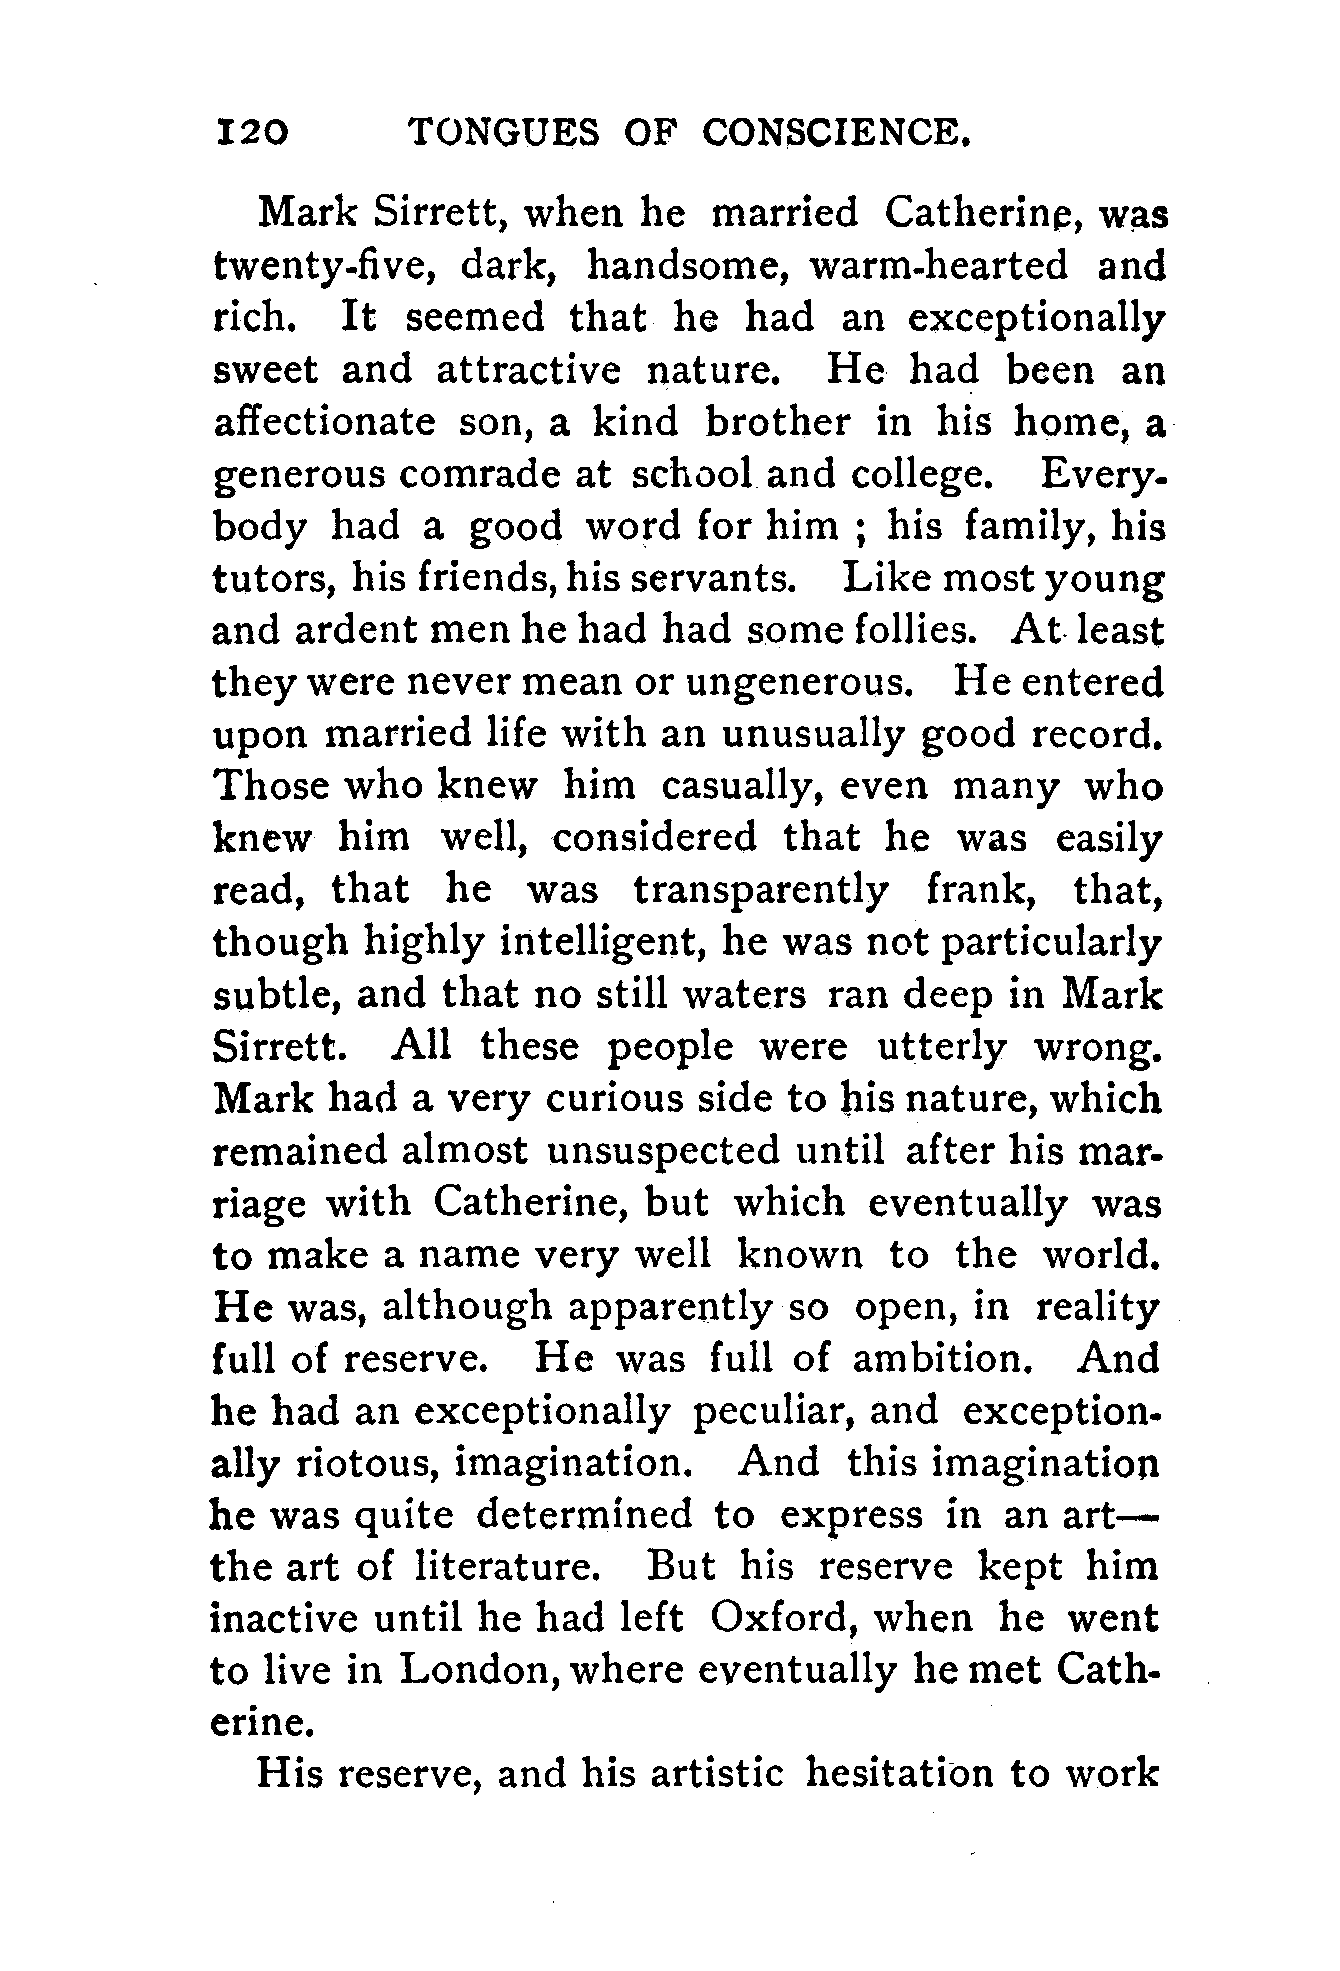 120 TONGUES OF CONSCIENCE.
Mark Sirrett, when he married Catherine, was
twenty-five, dark, handsome, warm-hearted and
rich. It seemed that he had an exceptionally
sweet and attractive nature. He had been an
affectionate son, a kind brother in his home, a
generous comrade at school and college. Every-
body had a good word for him ; his family, his
tutors, his friends, his servants. Like most young
and ardent men he had had some follies. At least
they were never mean or ungenerous. He entered
upon married life with an unusually good record.
Those who knew him casually, even many who
knew him well, considered that he was easily
read, that he was transparently frank, that,
though highly intelligent, he was not particularly
subtle, and that no still waters ran deep in Mark
Sirrett. All these people were utterly wrong.
Mark had a very curious side to his nature, which
remained almost unsuspected until after his mar-
riage with Catherine, but which eventually was
to make a name very well known to the world.
He was, although apparently so open, in reality
full of reserve. He was full of ambition. And
he had an exceptionally peculiar, and exception-
ally riotous, imagination. And this imagination
he was quite determined to express in an art—
the art of literature. But his reserve kept him
inactive until he had left Oxford, when he went
to live in London, where eventually he met Cath-
erine.
His reserve, and his artistic hesitation to work